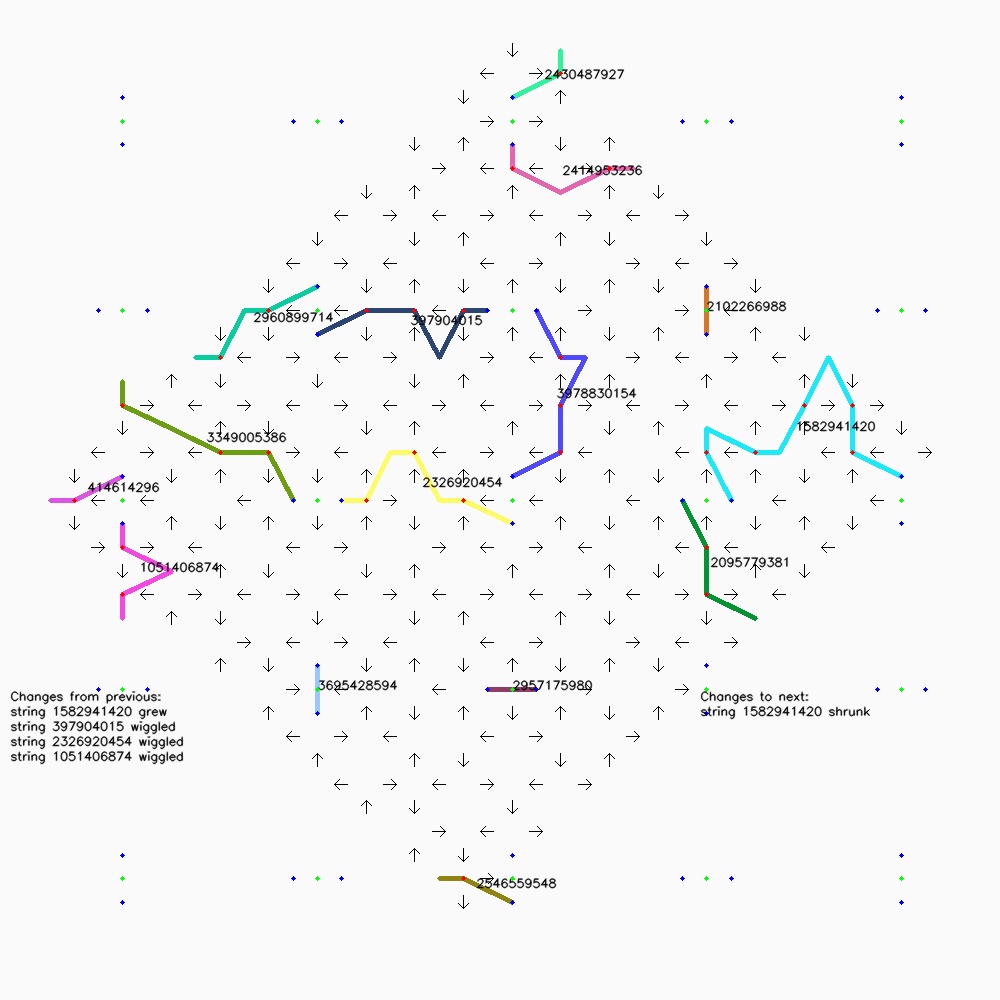 2430487927
2414953236
2102266988
2960899714
397904015
3978830154
1582941420
3349005386
2326920454
414614296
2095779381
1051406874
3695428594
2957175980
Changes from previous:
string 1582941420 grew
string 397904015 wiggled
string 2326920454 wiggled
string 1051406874 wiggled
Changes to next:
string 1582941420 shrunk
2546559548